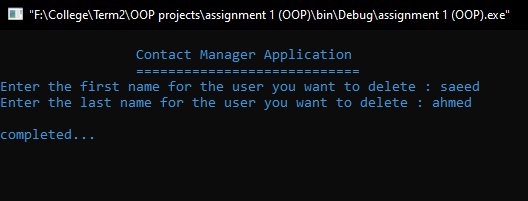 "F:\College\Term2\OOP projects\assignment 1 (OOP)\bin\Debug\assignment 1 (OOP).exe"
Contact Manager Application
============================
Enter the first name for the user you want to delete : saeed
Enter the last name for the user you want to delete : ahmed
completed...